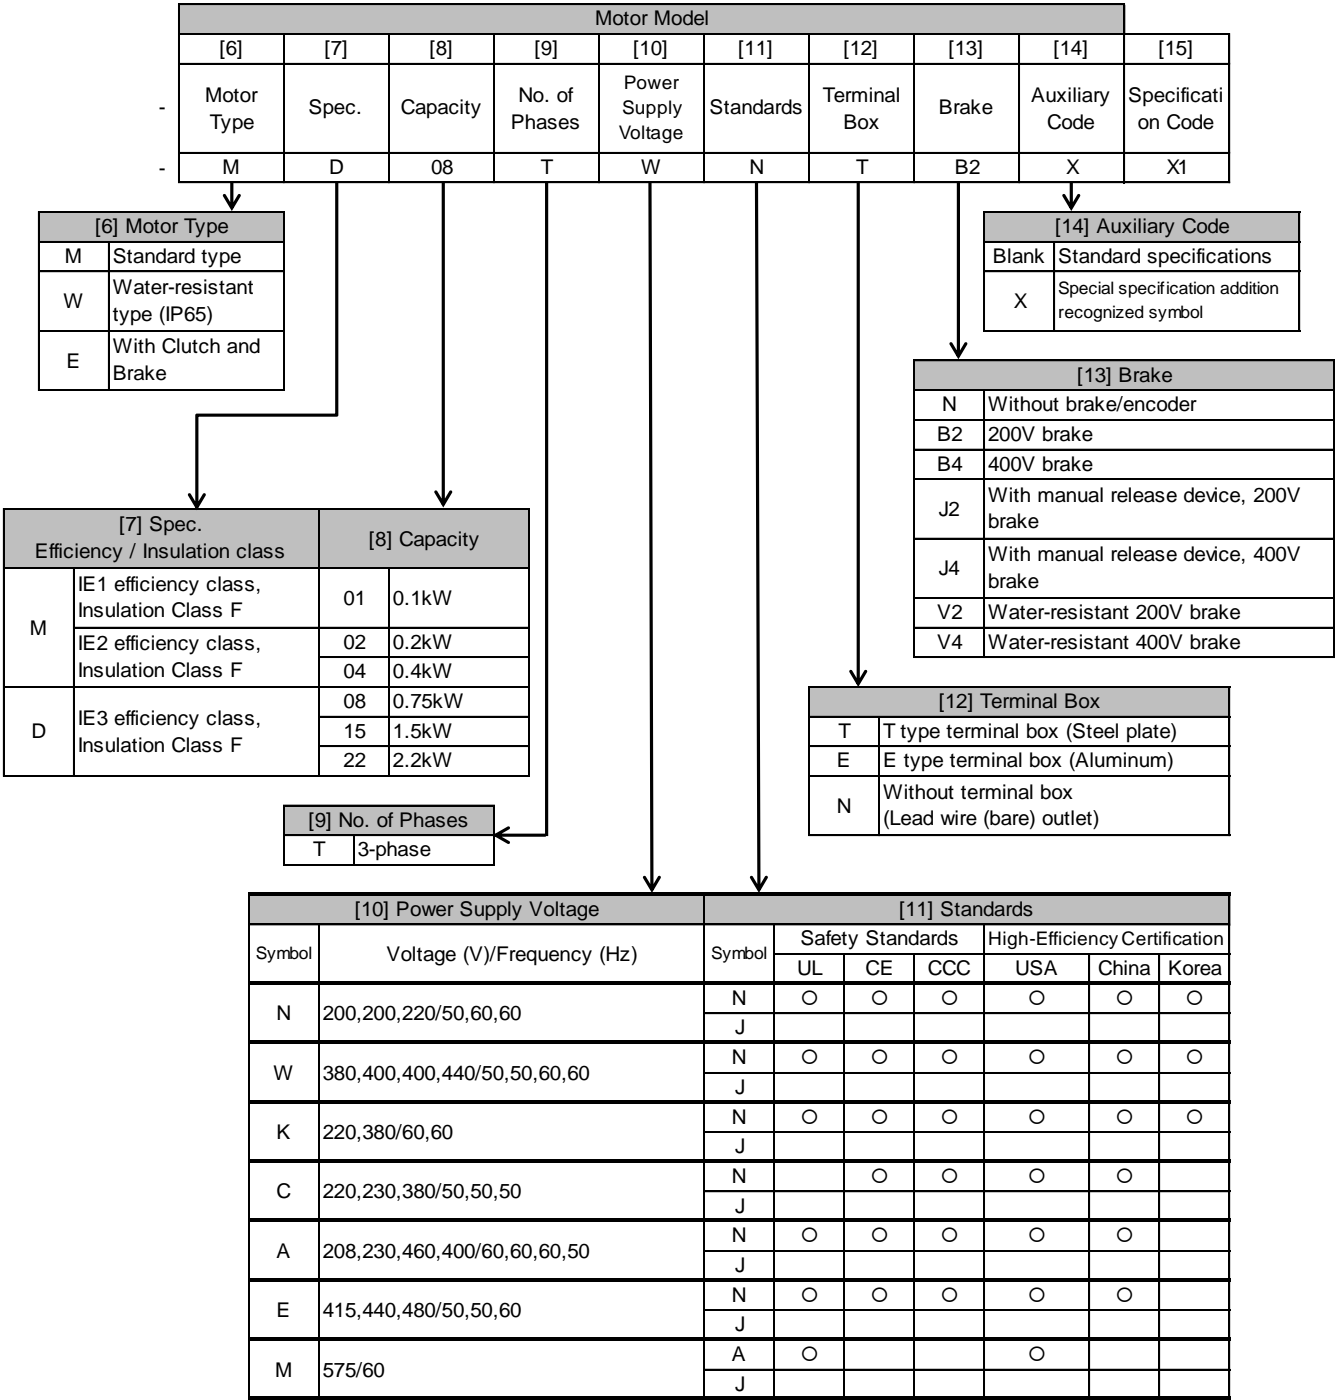 Motor Model
[6] [7] [8] [9] [10] [11] [12] [13] [14] [15]
- Motor Type Spec. Capacity No. of Phases Power Supply Voltage Standards Terminal Box Brake Auxiliary Code Specificati on Code
- M D 08 T W N T B2 X X1
[6] Motor Type
M Standard type
W Water-resistant
type (IP65)
E With Clutch and
Brake
[14] Auxiliary Code
Blank Standard specifications
X Special specification addition
recognized symbol
[13] Brake
N Without brake/encoder
B2 200V brake
B4 400V brake
J2 With manual release device, 200V
brake
J4 With manual release device, 400V
brake
V2 Water-resistant 200V brake
V4 Water-resistant 400V brake
[7] Spec.
Efficiency / Insulation class
M IE1 efficiency class,
Insulation Class F
IE2 efficiency class,
Insulation Class F
D IE3 efficiency class,
Insulation Class F
[8] Capacity
01 0.1kW
02 0.2kW
04 0.4kW
08 0.75kW
15 1.5kW
22 2.2kW
[12] Terminal Box
T T type terminal box (Steel plate)
E E type terminal box (Aluminum)
N Without terminal box
(Lead wire (bare) outlet)
[9] No. of Phases
T 3-phase
[10] Power Supply Voltage [11] Standards
Symbol Voltage (V)/Frequency (Hz) Symbol Safety Standards High-Efficiency Certification
UL CE CCC USA China Korea
N 200,200,220/50,60,60 N ○ ○ ○ ○ ○ ○
J
W 380,400,400,440/50,50,60,60 N ○ ○ ○ ○ ○ ○
J
K 220,380/60,60 N ○ ○ ○ ○ ○ ○
J
C 220,230,380/50,50,50 N ○ ○ ○ ○
J
A 208,230,460,400/60,60,60,50 N ○ ○ ○ ○ ○
J
E 415,440,480/50,50,60 N ○ ○ ○ ○ ○
J
M 575/60 A ○ ○
J